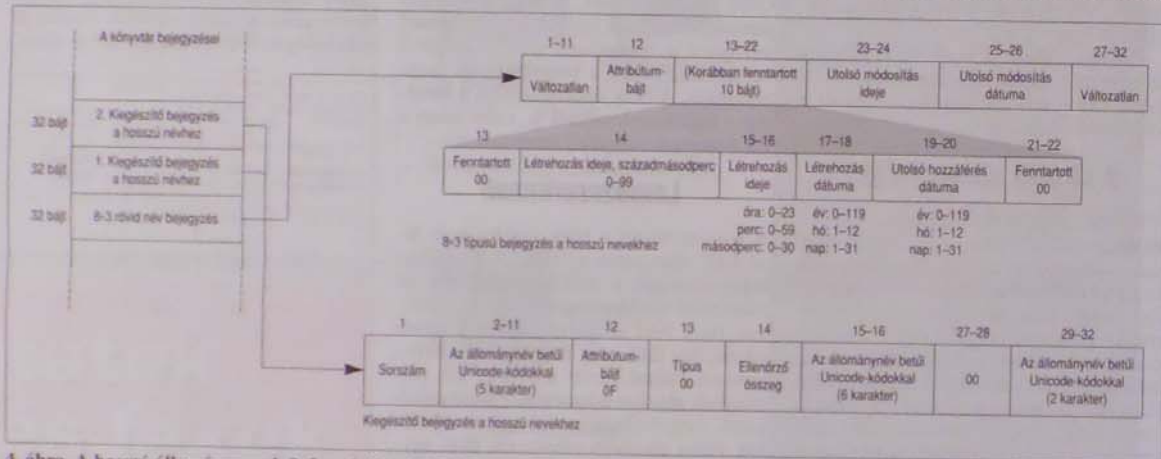 A könyvtár bejegyzései
32 bájt
2. Kiegészítő bejegyzés
a hosszú névhez
32 bájt
1. Kiegészítő bejegyzés
a hosszú névhez
32 bájt
8-3 rövid név bejegyzés
1–11
12
13–22
23–24
25–26
27–32
Változatlan
Attribútum-
bájt
(Korábban fenntartott
10 bájt)
Utolsó módosítás
ideje
Utolsó módosítás
dátuma
Változatlan
13
14
15–16
17–18
19–20
21–22
Fenntartott
00
Létrehozás ideje, századmásodperc
0–99
Létrehozás
ideje
Létrehozás
dátuma
Utolsó hozzáférés
dátuma
Fenntartott
00
óra: 0–23
perc: 0–59
másodperc: 0–30
év: 0–119
hó: 1–12
nap: 1–31
év: 0–119
hó: 1–12
nap: 1–31
8-3 típusú bejegyzés a hosszú nevekhez
1
2–11
12
13
14
15–16
27–28
29–32
Sorszám
Az állománynév betűi
Unicode-kódokkal
(5 karakter)
Attribútum-
bájt
0F
Típus
00
Ellenőrző
összeg
Az állománynév betűi
Unicode-kódokkal
(6 karakter)
00
Az állománynév betűi
Unicode-kódokkal
(2 karakter)
Kiegészítő bejegyzés a hosszú nevekhez